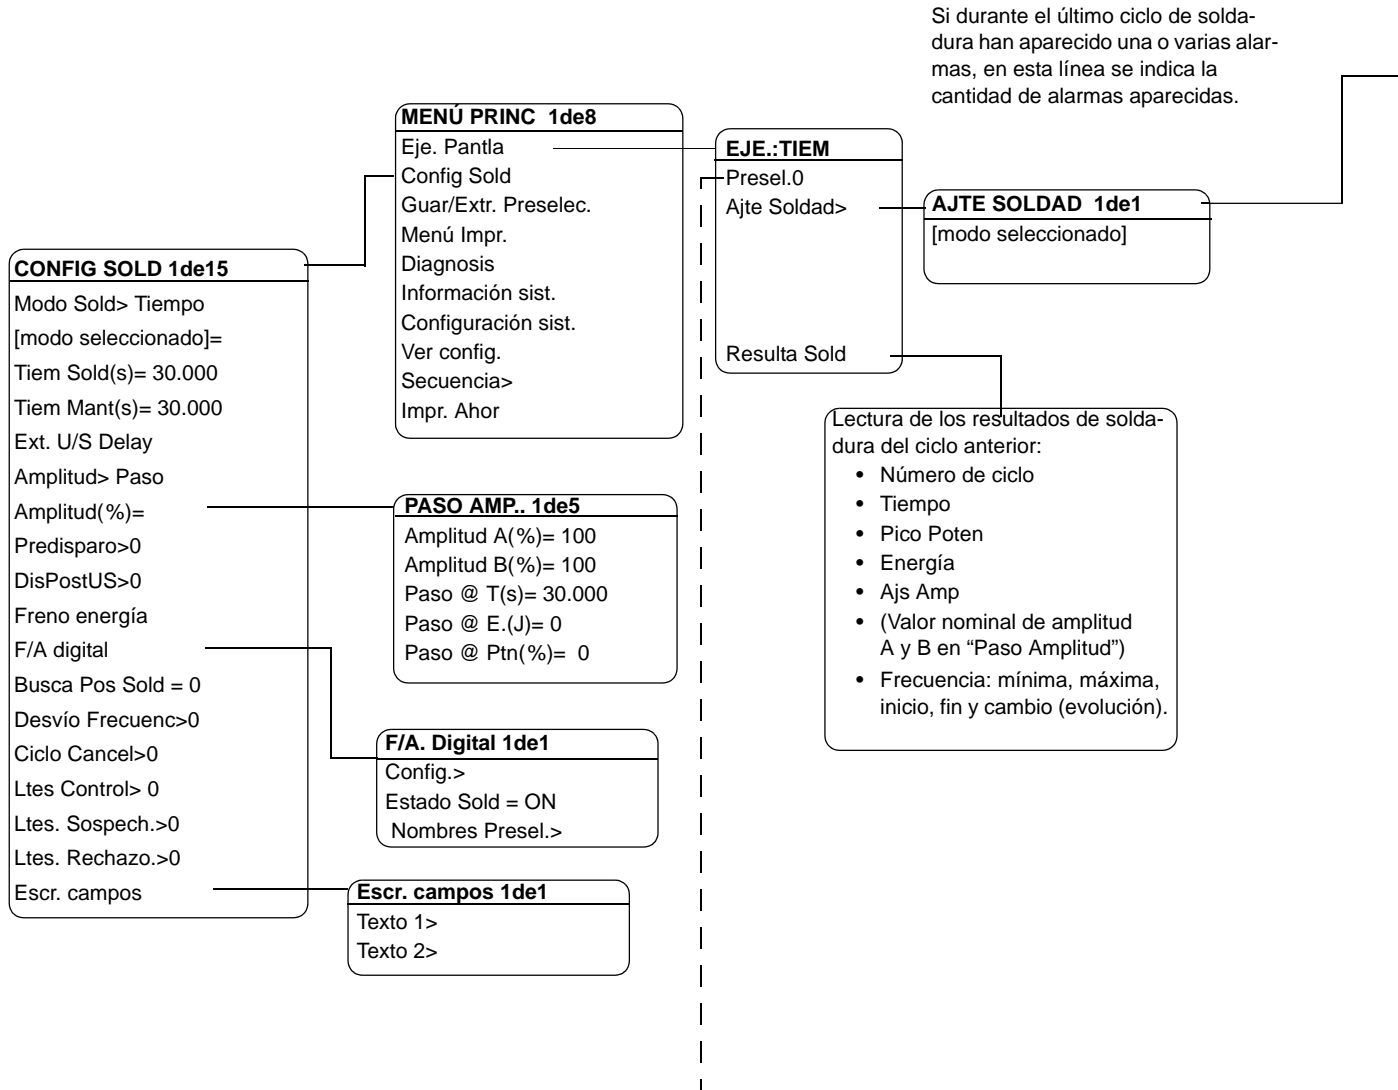 Si durante el último ciclo de solda-
dura han aparecido una o varias alar-
mas, en esta línea se indica la
cantidad de alarmas aparecidas.
MENÚ PRINC 1de8
Eje. Pantla
Config Sold
Guar/Extr. Preselec.
Menú Impr.
Diagnosis
Información sist.
Configuración sist.
Ver config.
Secuencia>
Impr. Ahor
EJE.:TIEM
Presel.0
Ajte Soldad>
Resulta Sold
AJTE SOLDAD 1de1
[modo seleccionado]
CONFIG SOLD 1de15
Modo Sold> Tiempo
[modo seleccionado]=
Tiem Sold(s)= 30.000
Tiem Mant(s)= 30.000
Ext. U/S Delay
Amplitud> Paso
Amplitud(%)=
Predisparo>0
DisPostUS>0
Freno energía
F/A digital
Busca Pos Sold = 0
Desvío Frecuenc>0
Ciclo Cancel>0
Ltes Control> 0
Ltes. Sospech.>0
Ltes. Rechazo.>0
Escr. campos
Lectura de los resultados de solda-
dura del ciclo anterior:
• Número de ciclo
• Tiempo
• Pico Poten
• Energía
• Ajs Amp
• (Valor nominal de amplitud
A y B en “Paso Amplitud”)
• Frecuencia: mínima, máxima,
inicio, fin y cambio (evolución).
PASO AMP.. 1de5
Amplitud A(%)= 100
Amplitud B(%)= 100
Paso @ T(s)= 30.000
Paso @ E.(J)= 0
Paso @ Ptn(%)= 0
F/A. Digital 1de1
Config.>
Estado Sold = ON
Nombres Presel.>
Escr. campos 1de1
Texto 1>
Texto 2>